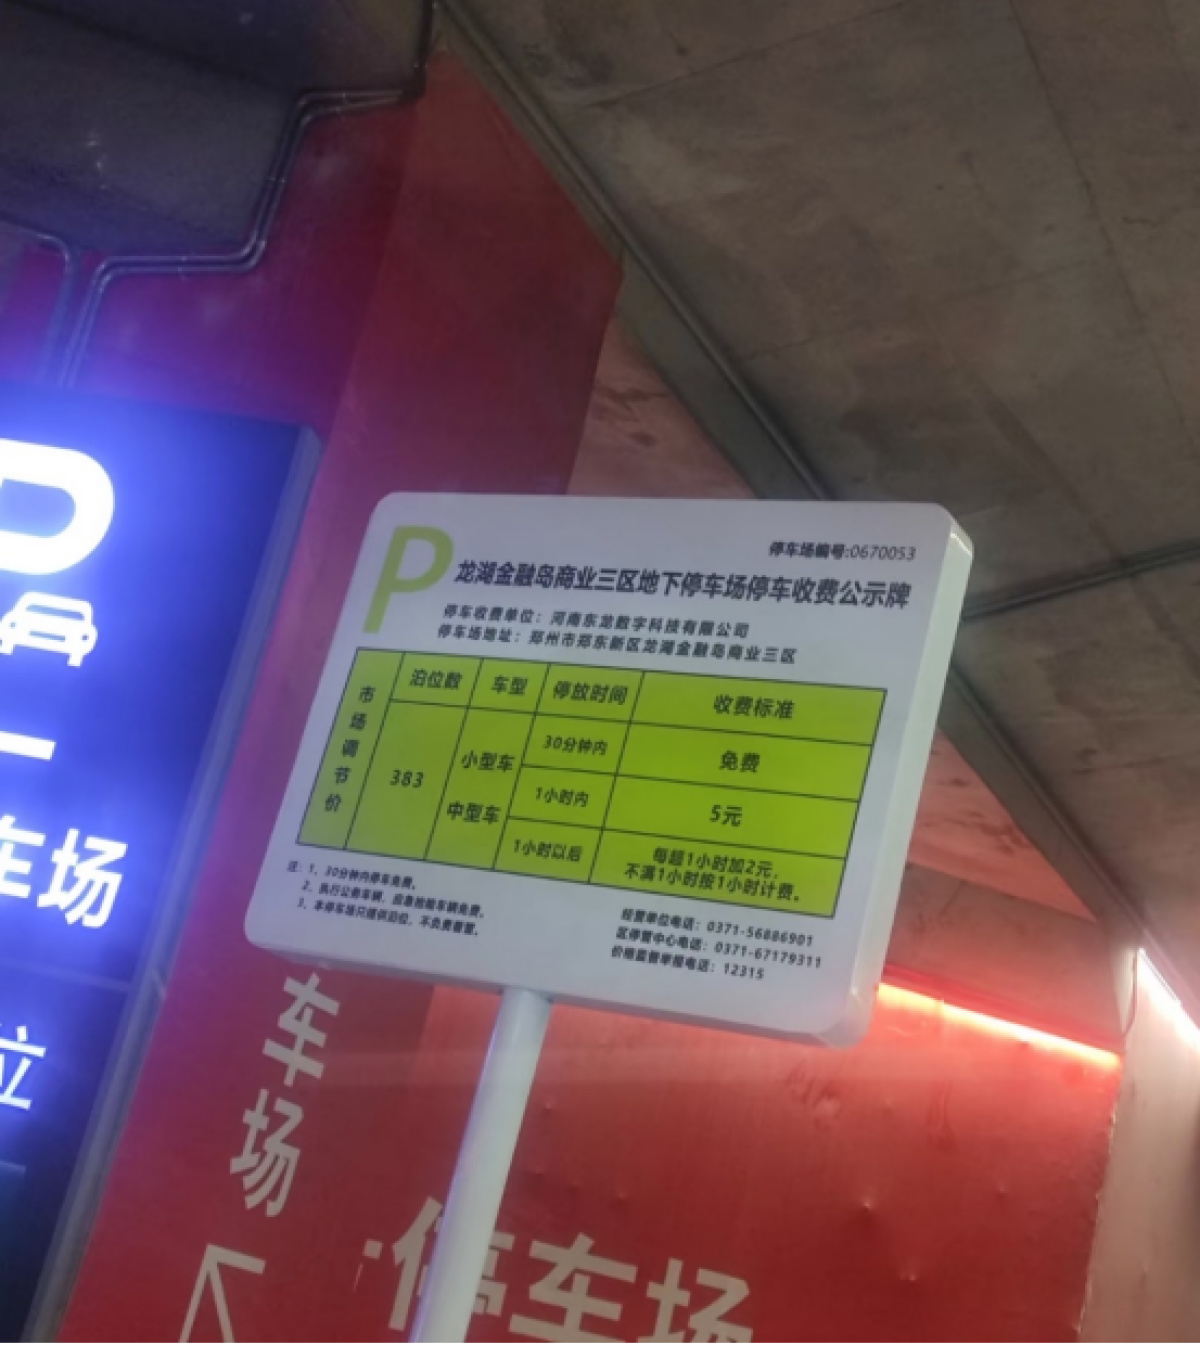 P
停车场编号:0670053
龙湖金融岛商业三区地下停车场停车收费公示牌
停车收费单位：河南东龙数字科技有限公司
停车场地址：郑州市郑东新区龙湖金融岛商业三区
市场调节价
泊位数 车型 停放时间 收费标准
383
小型车
中型车
30分钟内 免费
1小时内 5元
1小时以后 每超1小时加2元，
不满1小时按1小时计费。
注：1、30分钟内停车免费。
2、执行公务车辆，应急抢险车辆免费。
3、本停车场只提供泊位，不负责看管。
经营单位电话：0371-56886901
区停管中心电话：0371-67179311
价格监督举报电话：12315
P
车场
位
车场
停车场